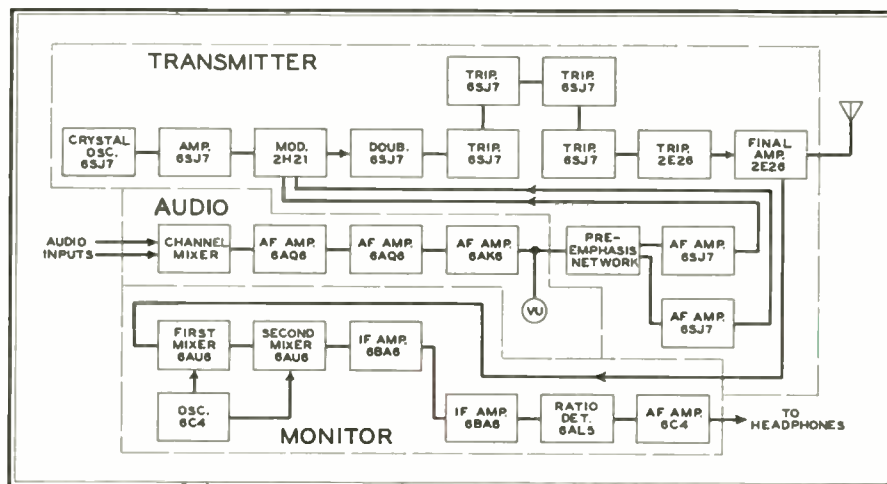 TRANSMITTER
TRIP.
6SJ7
TRIP.
6SJ7
CRYSTAL
OSC.
6SJ7
AMP.
6SJ7
MOD.
2H21
DOUB.
6SJ7
TRIP.
6SJ7
TRIP.
6SJ7
TRIP.
2E26
FINAL
AMP.
2E26
AUDIO
AUDIO
INPUTS
CHANNEL
MIXER
AF AMP.
6AQ6
AF AMP.
6AQ6
AF AMP.
6AK6
VU
PRE-
EMPHASIS
NETWORK
AF AMP.
6SJ7
AF AMP.
6SJ7
FIRST
MIXER
6AU6
SECOND
MIXER
6AU6
IF AMP.
6BA6
OSC.
6C4
MONITOR
IF AMP.
6BA6
RATIO
DET.
6AL5
AF AMP.
6C4
TO
HEADPHONES